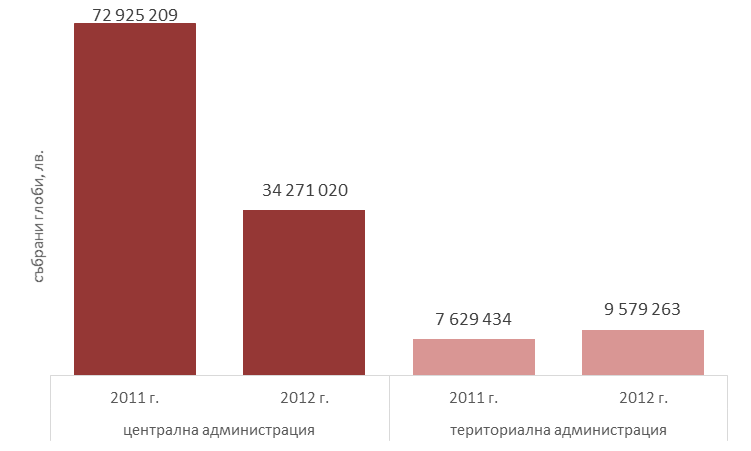 72 925 209
34 271 020
7 629 434
9 579 263
събрани глоби, лв.
2011 г.
2012 г.
2011 г.
2012 г.
централна администрация
териториална администрация